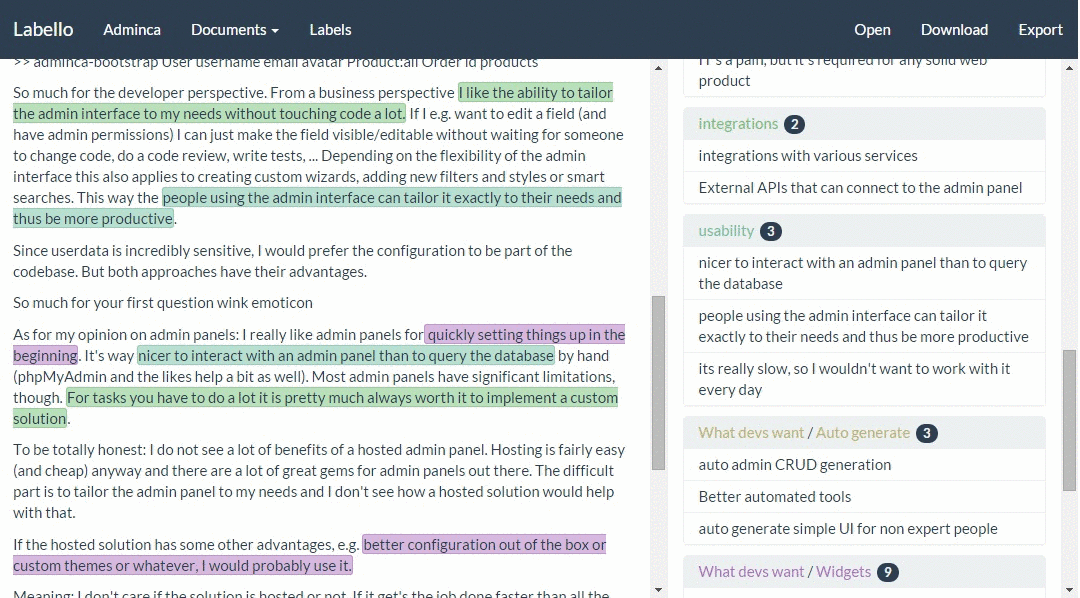 Labello Adminca Documents Labels Open Download Export
>> adminca-bootstrap User username email avatar Product:all Order id products
So much for the developer perspective. From a business perspective I like the ability to tailor
the admin interface to my needs without touching code a lot. If I e.g. want to edit a field (and
have admin permissions) I can just make the field visible/editable without waiting for someone
to change code, do a code review, write tests, ... Depending on the flexibility of the admin
interface this also applies to creating custom wizards, adding new filters and styles or smart
searches. This way the people using the admin interface can tailor it exactly to their needs and
thus be more productive.
Since userdata is incredibly sensitive, I would prefer the configuration to be part of the
codebase. But both approaches have their advantages.
So much for your first question wink emoticon
As for my opinion on admin panels: I really like admin panels for quickly setting things up in the
beginning. It's way nicer to interact with an admin panel than to query the database by hand
(phpMyAdmin and the likes help a bit as well). Most admin panels have significant limitations,
though. For tasks you have to do a lot it is pretty much always worth it to implement a custom
solution.
To be totally honest: I do not see a lot of benefits of a hosted admin panel. Hosting is fairly easy
(and cheap) anyway and there are a lot of great gems for admin panels out there. The difficult
part is to tailor the admin panel to my needs and I don't see how a hosted solution would help
with that.
If the hosted solution has some other advantages, e.g. better configuration out of the box or
custom themes or whatever, I would probably use it.
Meaning: I don't care if the solution is hosted or not. If it get's the job done faster than all the
IT's a pain, but it's required for any solid web
product
integrations 2
integrations with various services
External APIs that can connect to the admin panel
usability 3
nicer to interact with an admin panel than to query
the database
people using the admin interface can tailor it
exactly to their needs and thus be more productive
its really slow, so I wouldn't want to work with it
every day
What devs want / Auto generate 3
auto admin CRUD generation
Better automated tools
auto generate simple UI for non expert people
What devs want / Widgets 9